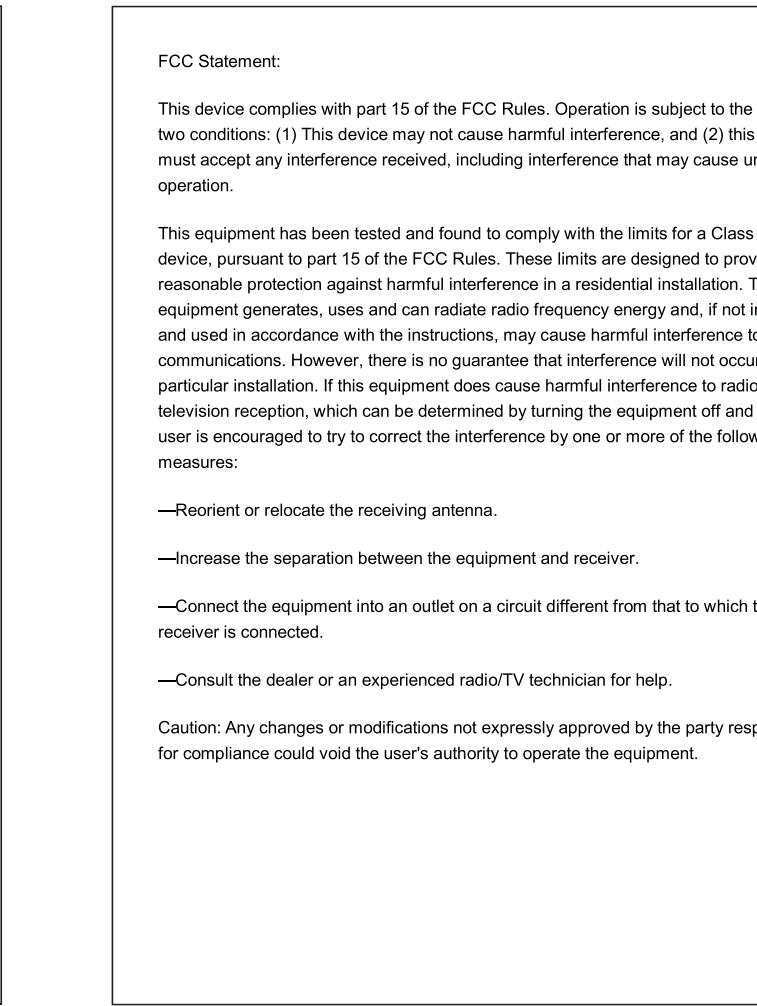 FCC Statement:
This device complies with part 15 of the FCC Rules. Operation is subject to the
two conditions: (1) This device may not cause harmful interference, and (2) this
must accept any interference received, including interference that may cause
operation.
This equipment has been tested and found to comply with the limits for a Class
device, pursuant to part 15 of the FCC Rules. These limits are designed to
reasonable protection against harmful interference in a residential installation.
equipment generates, uses and can radiate radio frequency energy and, if not
and used in accordance with the instructions, may cause harmful interference to
communications. However, there is no guarantee that interference will not
particular installation. If this equipment does cause harmful interference to radio
television reception, which can be determined by turning the equipment off and
user is encouraged to try to correct the interference by one or more of the
measures:
—Reorient or relocate the receiving antenna.
—Increase the separation between the equipment and receiver.
—Connect the equipment into an outlet on a circuit different from that to which
receiver is connected.
—Consult the dealer or an experienced radio/TV technician for help.
Caution: Any changes or modifications not expressly approved by the party
for compliance could void the user's authority to operate the equipment.